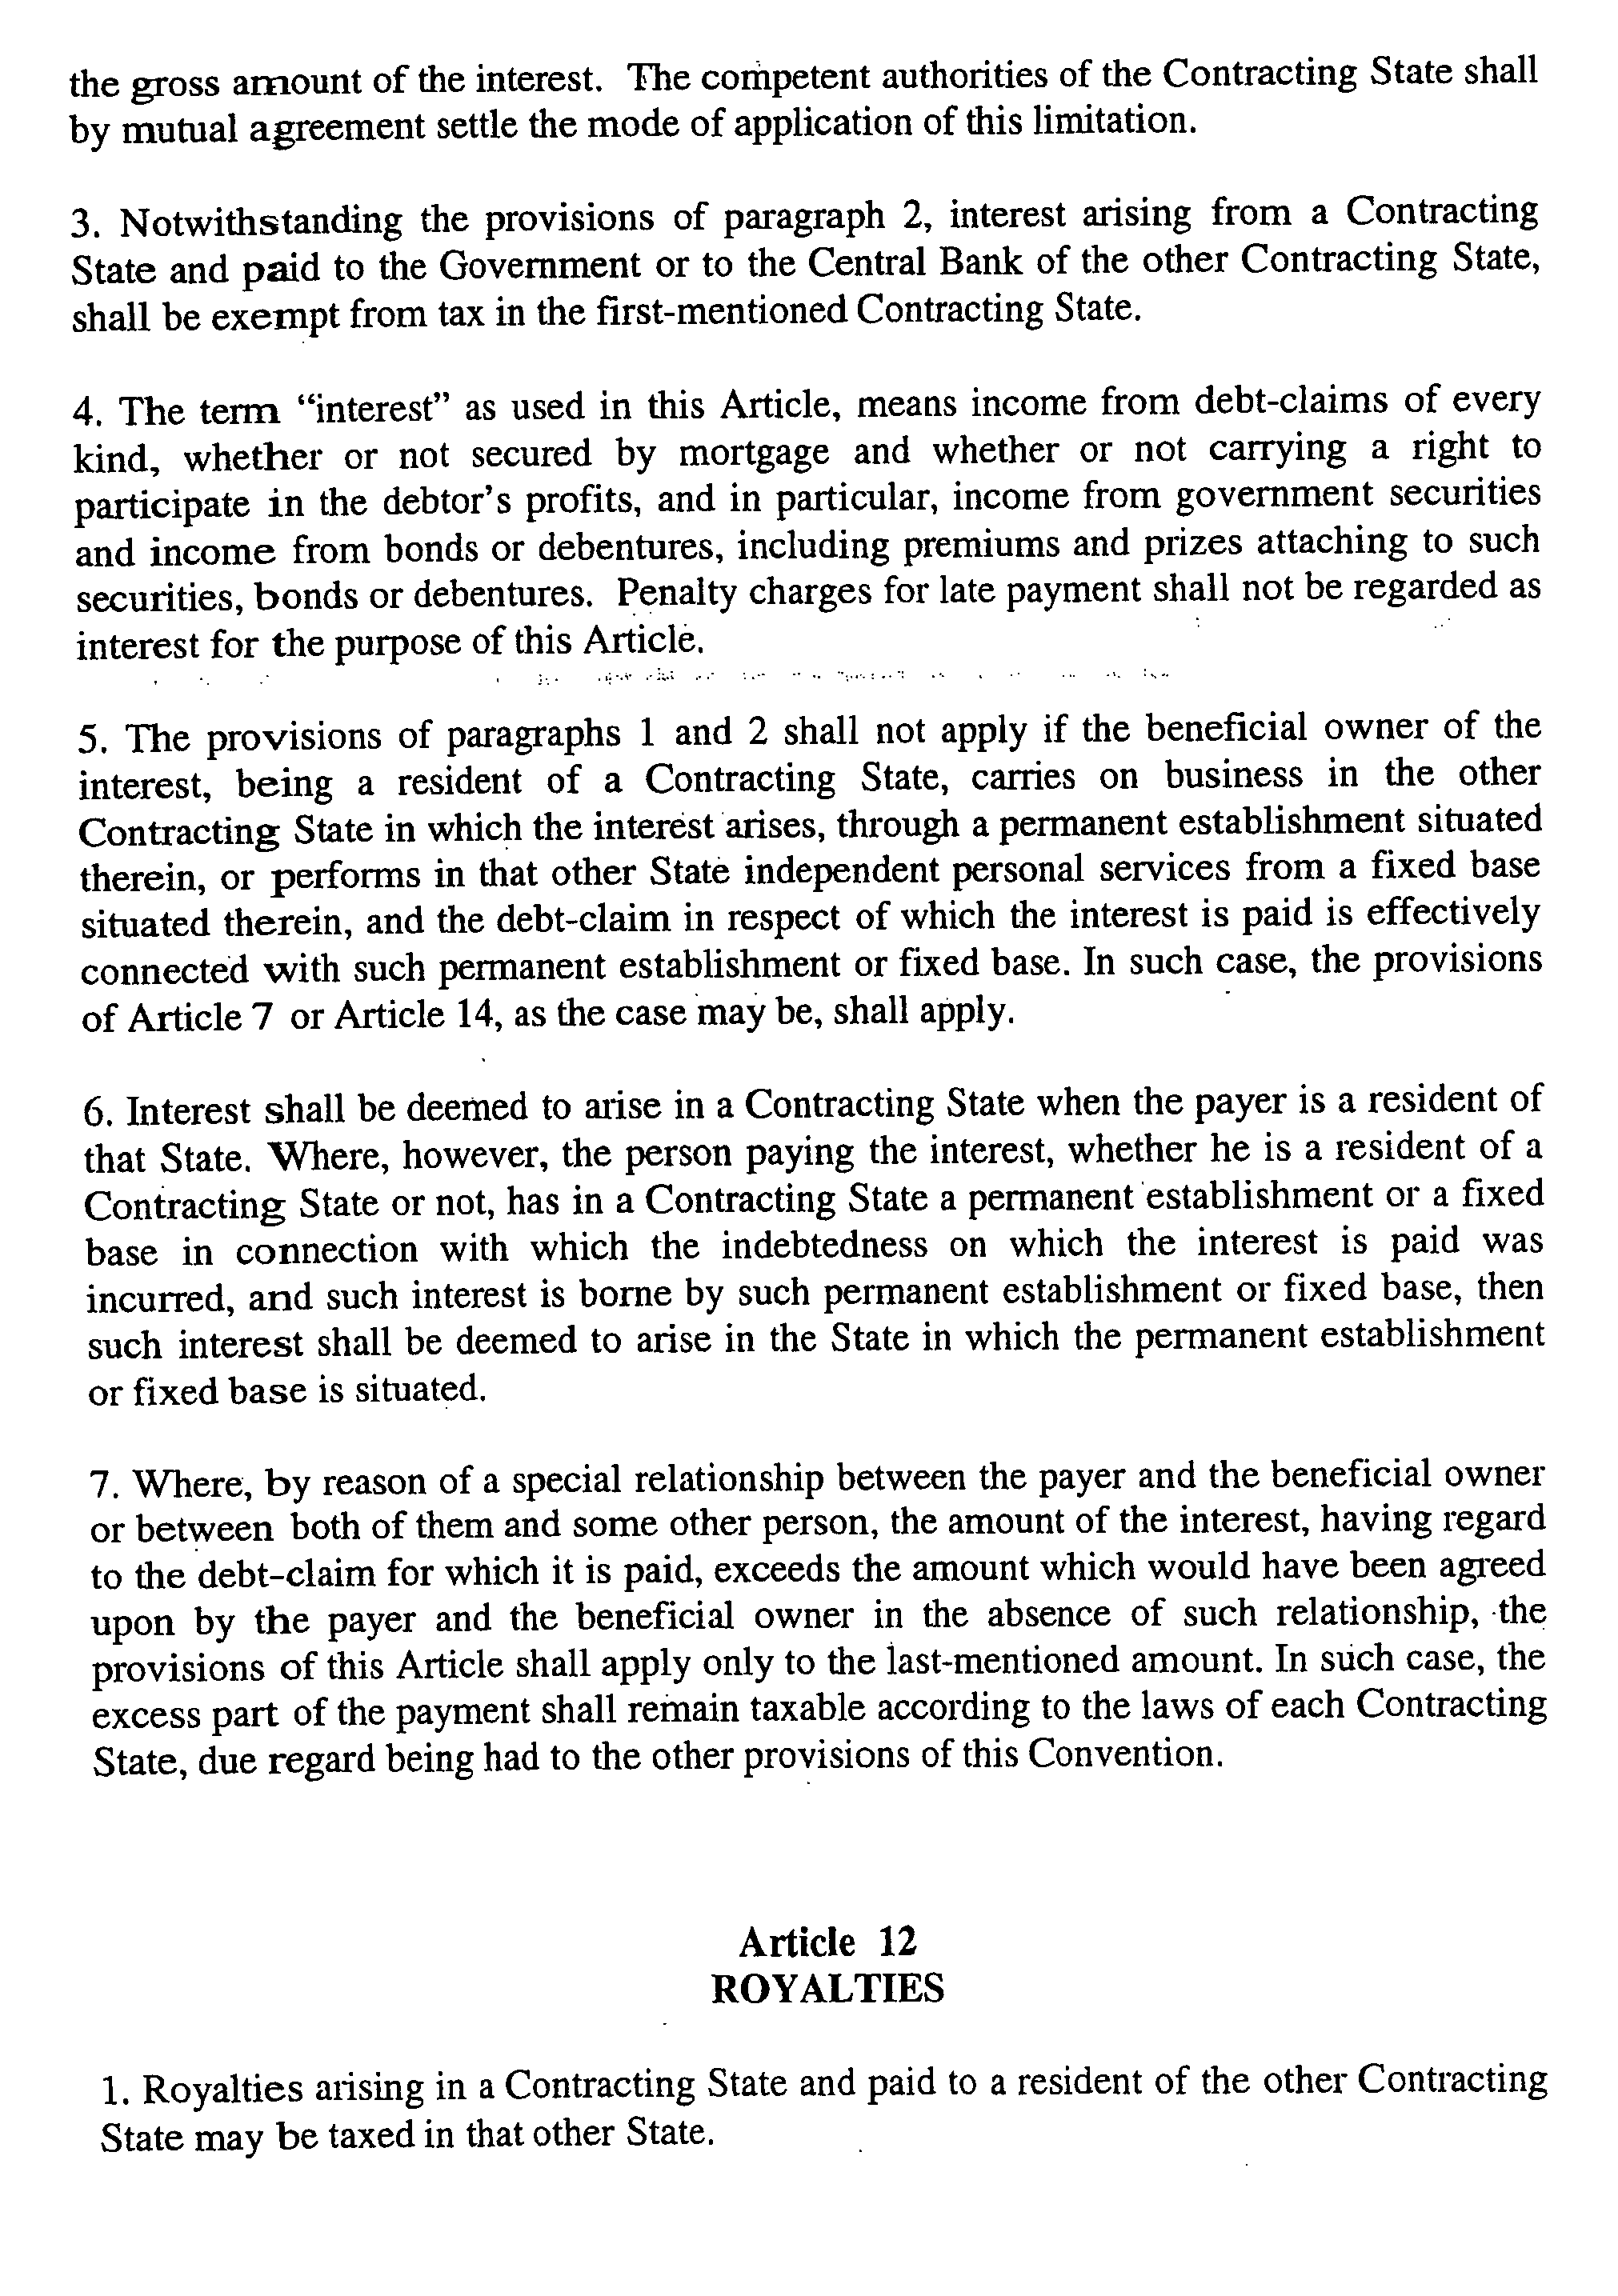 the gross amount of the interest. The competent authorities of the Contracting State shall
by mutual agreement settle the mode of application of this limitation.
3. Notwithstanding the provisions of paragraph 2, interest arising from a Contracting
State and paid to the Government or to the Central Bank of the other Contracting State,
shall be exempt from tax in the first-mentioned Contracting State.
4. The term “interest” as used in this Article, means income from debt-claims of every
kind, whether or not secured by mortgage and whether or not carrying a right to
participate in the debtor’s profits, and in particular, income from government securities
and income from bonds or debentures, including premiums and prizes attaching to such
securities, bonds or debentures. Penalty charges for late payment shall not be regarded as
interest for the purpose of this Article.
5. The provisions of paragraphs 1 and 2 shall not apply if the beneficial owner of the
interest, being a resident of a Contracting State, carries on business in the other
Contracting State in which the interest arises, through a permanent establishment situated
therein, or performs in that other State independent personal services from a fixed base
situated therein, and the debt-claim in respect of which the interest is paid is effectively
connected with such permanent establishment or fixed base. In such case, the provisions
of Article 7 or Article 14, as the case may be, shall apply.
6. Interest shall be deemed to arise in a Contracting State when the payer is a resident of
that State. Where, however, the person paying the interest, whether he is a resident of a
Contracting State or not, has in a Contracting State a permanent establishment or a fixed
base in connection with which the indebtedness on which the interest is paid was
incurred, and such interest is borne by such permanent establishment or fixed base, then
such interest shall be deemed to arise in the State in which the permanent establishment
or fixed base is situated.
7. Where, by reason of a special relationship between the payer and the beneficial owner
or between both of them and some other person, the amount of the interest, having regard
to the debt-claim for which it is paid, exceeds the amount which would have been agreed
upon by the payer and the beneficial owner in the absence of such relationship, the
provisions of this Article shall apply only to the last-mentioned amount. In such case, the
excess part of the payment shall remain taxable according to the laws of each Contracting
State, due regard being had to the other provisions of this Convention.
Article 12
ROYALTIES
1. Royalties arising in a Contracting State and paid to a resident of the other Contracting
State may be taxed in that other State.